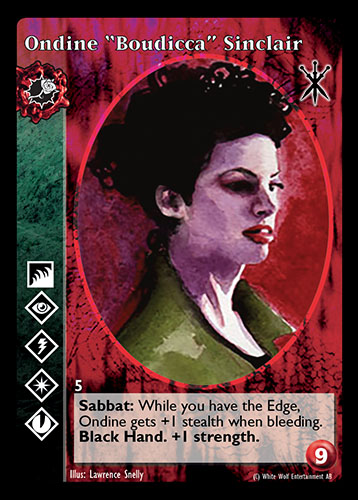 Ondine "Boudicca" Sinclair
5
Sabbat: While you have the Edge,
Ondine gets +1 stealth when bleeding.
Black Hand. +1 strength.
9
Illus: Lawrence Snelly
(C) White Wolf Entertainment AB